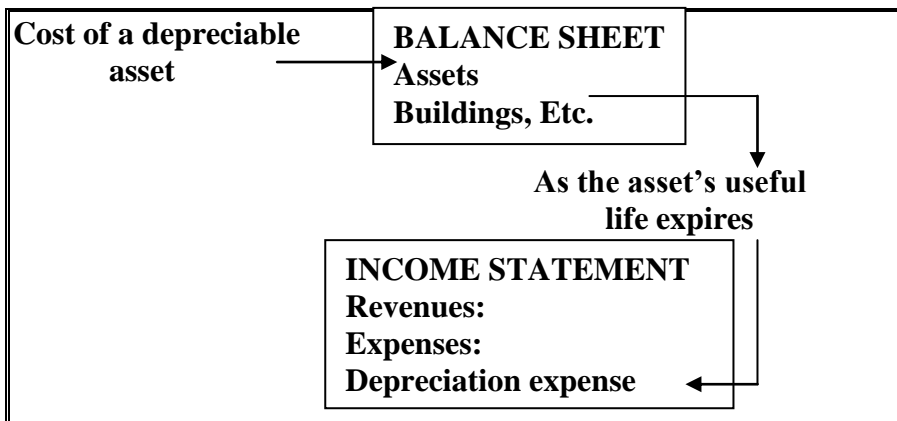 Cost of a depreciable
asset
BALANCE SHEET
Assets
Buildings, Etc.
As the asset’s useful
life expires
INCOME STATEMENT
Revenues:
Expenses:
Depreciation expense